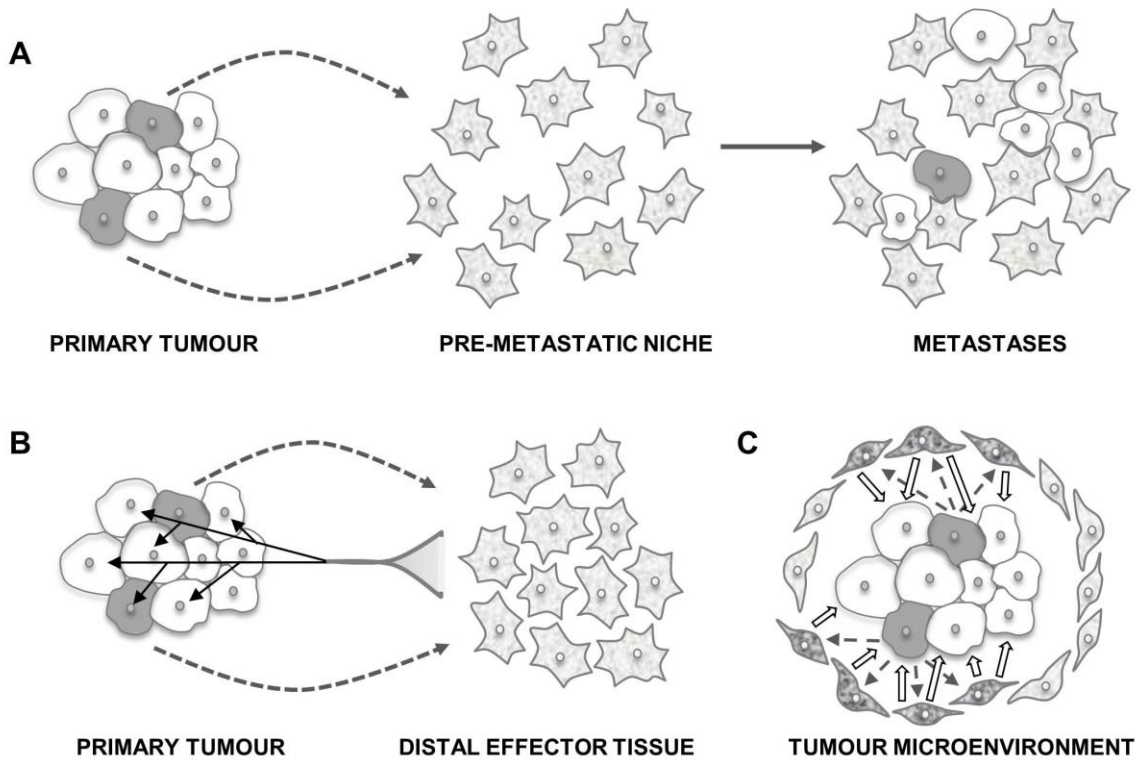 A
PRIMARY TUMOUR
PRE-METASTATIC NICHE
METASTASES
B
C
PRIMARY TUMOUR
DISTAL EFFECTOR TISSUE
TUMOUR MICROENVIRONMENT